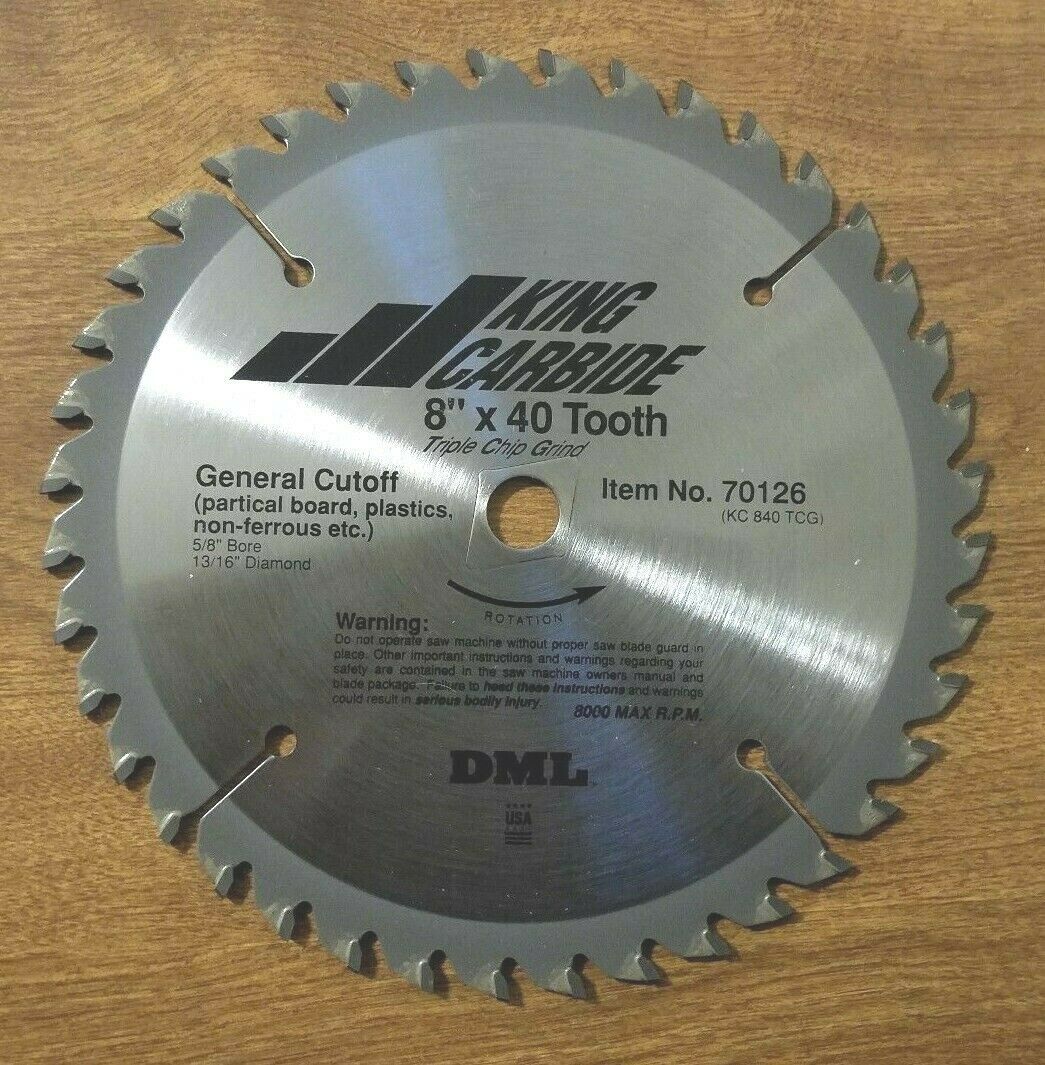 KING
CARBIDE
8" x 40 Tooth
Triple Chip Grind
General Cutoff
(partical board, plastics,
non-ferrous etc.)
5/8" Bore
13/16" Diamond
Item No. 70126
(KC 840 TCG)
ROTATION
Warning:
Do not operate saw machine without proper saw blade guard in
place. Other important instructions and warnings regarding your
safety are contained in the saw machine owners manual and
blade package. Failure to heed these instructions and warnings
could result in serious bodily injury.
8000 MAX R.P.M.
DML
USA